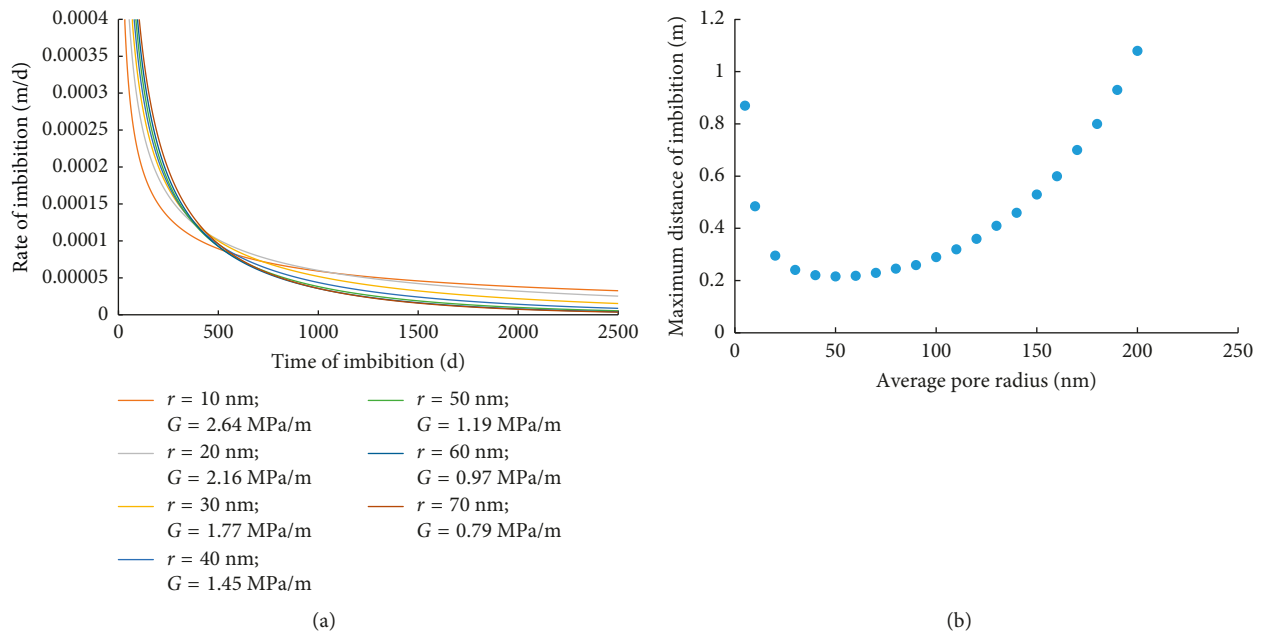 0.0004
0.00035
0.0003
0.00025
0.0002
0.00015
0.0001
0.00005
0
Rate of imbibition (m/d)
0 500 1000 1500 2000 2500
Time of imbibition (d)
r = 10 nm;
G = 2.64 MPa/m
r = 20 nm;
G = 2.16 MPa/m
r = 30 nm;
G = 1.77 MPa/m
r = 40 nm;
G = 1.45 MPa/m
r = 50 nm;
G = 1.19 MPa/m
r = 60 nm;
G = 0.97 MPa/m
r = 70 nm;
G = 0.79 MPa/m
(a)
1.2
1
0.8
0.6
0.4
0.2
0
Maximum distance of imbibition (m)
0 50 100 150 200 250
Average pore radius (nm)
(b)